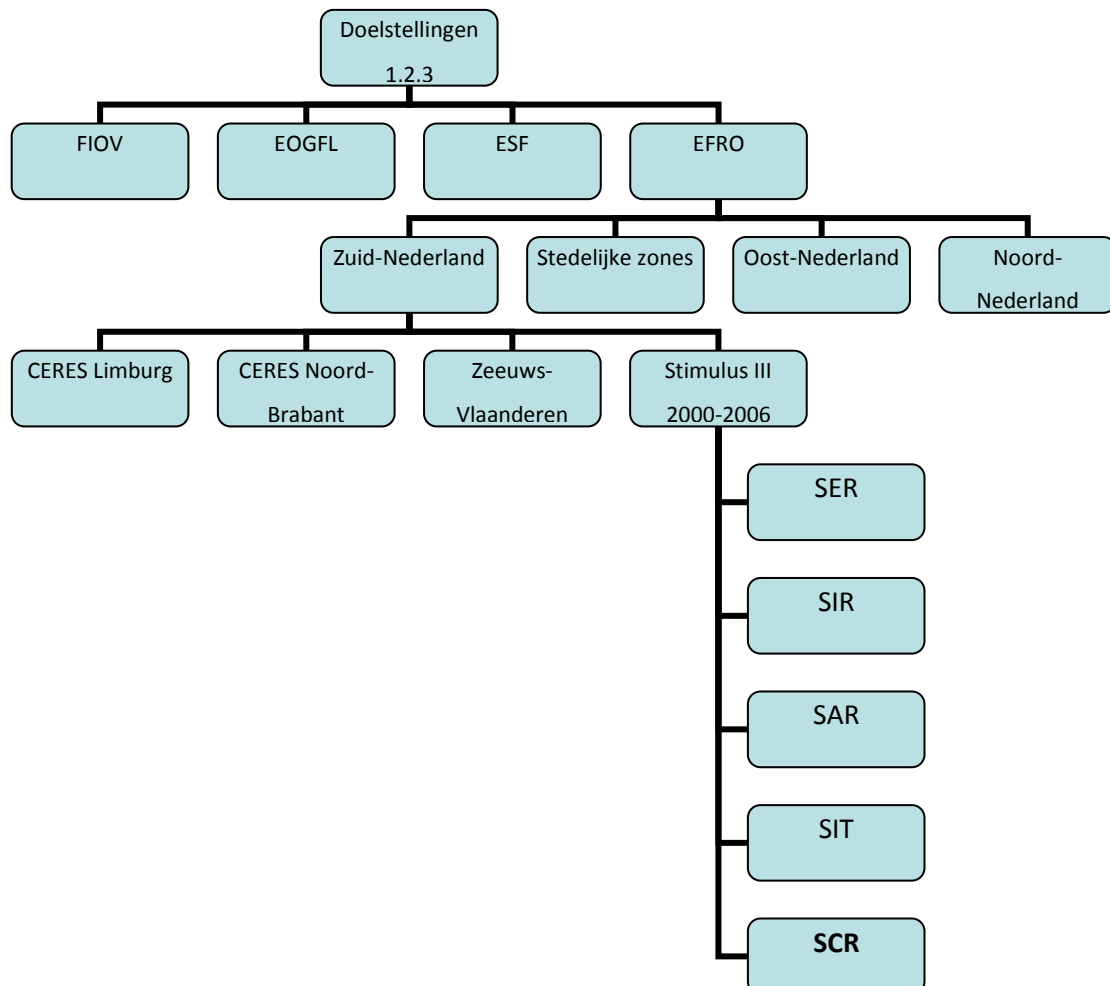 Doelstellingen
1.2.3
FIOV
EOGFL
ESF
EFRO
Zuid-Nederland
Stedelijke zones
Oost-Nederland
Noord-
Nederland
CERES Limburg
CERES Noord-
Brabant
Zeeuws-
Vlaanderen
Stimulus III
2000-2006
SER
SIR
SAR
SIT
SCR